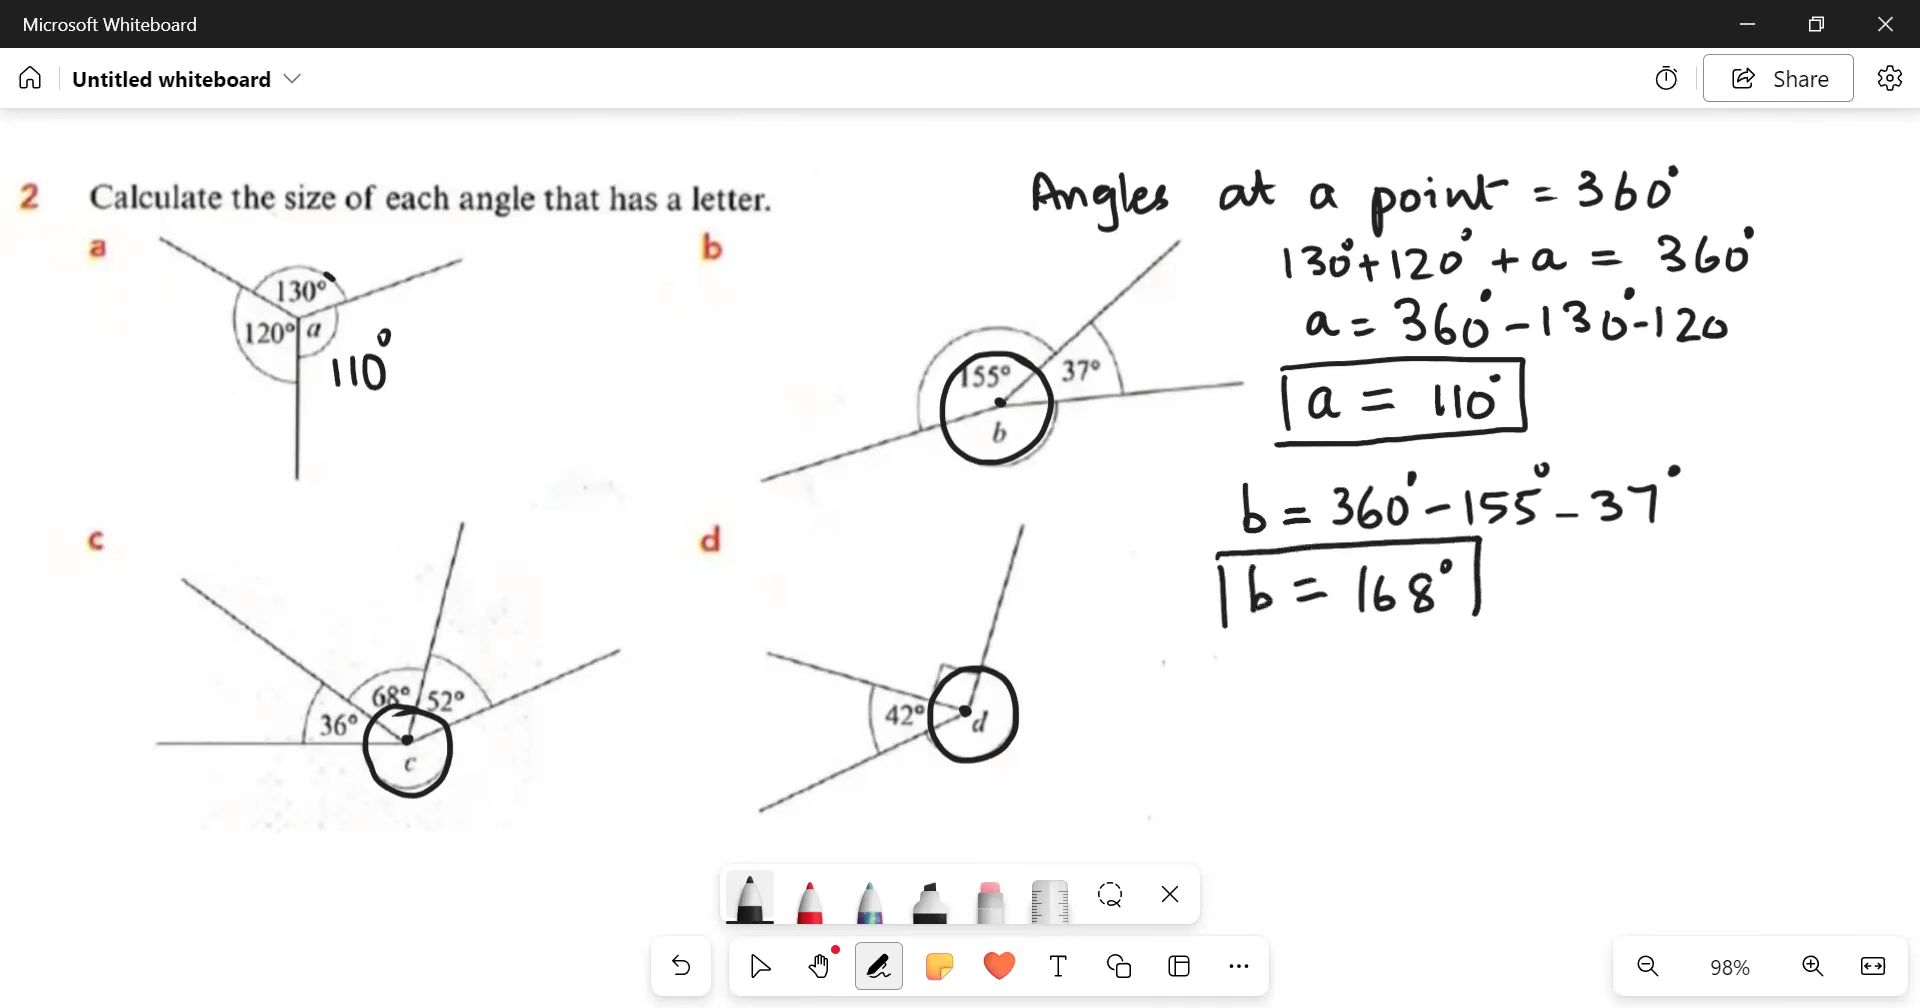 Microsoft Whiteboard
Untitled whiteboard
Share
2 Calculate the size of each angle that has a letter.
a
130°
120° a
110°
b
155° 37°
b
c
68° 52°
36°
c
d
42° d
Angles at a point = 360°
130° + 120° + a = 360°
a = 360° - 130° - 120
a = 110°
b = 360° - 155° - 37°
b = 168°
T
98%